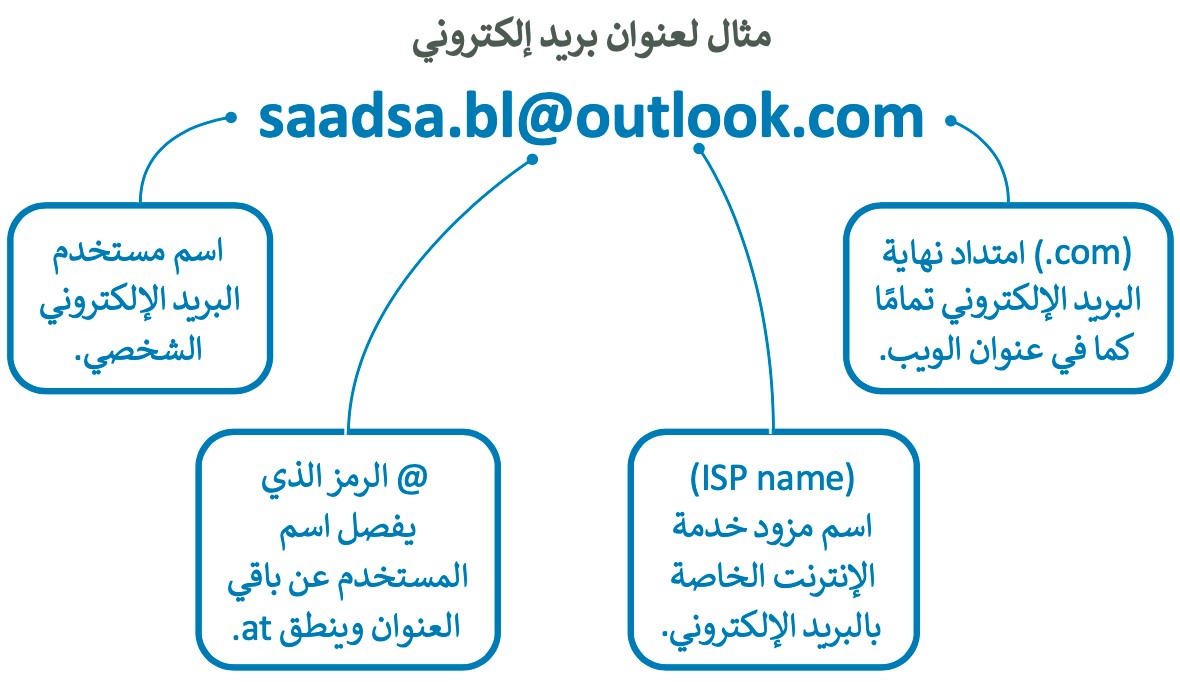 مثال لعنوان بريد إلكتروني
saadsa.bl@outlook.com
اسم مستخدم
البريد الإلكتروني
الشخصي.
@ الرمز الذي
يفصل اسم
المستخدم عن باقي
العنوان وينطق at.
(ISP name)
اسم مزود خدمة
الإنترنت الخاصة
بالبريد الإلكتروني.
(.com) امتداد نهاية
البريد الإلكتروني تمامًا
كما في عنوان الويب.